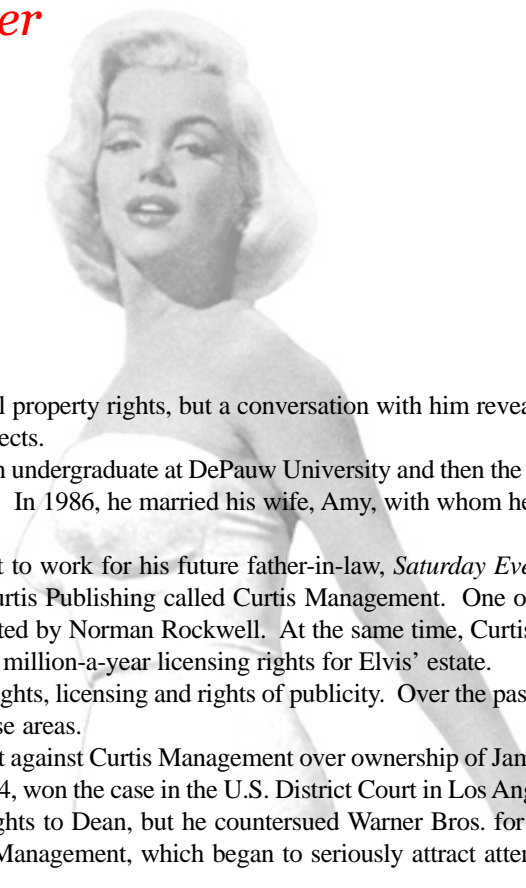 er
l property rights, but a conversation with him revea
ects.
n undergraduate at DePauw University and then the
In 1986, he married his wife, Amy, with whom he
t to work for his future father-in-law, Saturday Eve
urtis Publishing called Curtis Management. One o
ted by Norman Rockwell. At the same time, Curtis
million-a-year licensing rights for Elvis’ estate.
ghts, licensing and rights of publicity. Over the pas
se areas.
t against Curtis Management over ownership of Jam
4, won the case in the U.S. District Court in Los Ang
ghts to Dean, but he countersued Warner Bros. for
Management, which began to seriously attract atten